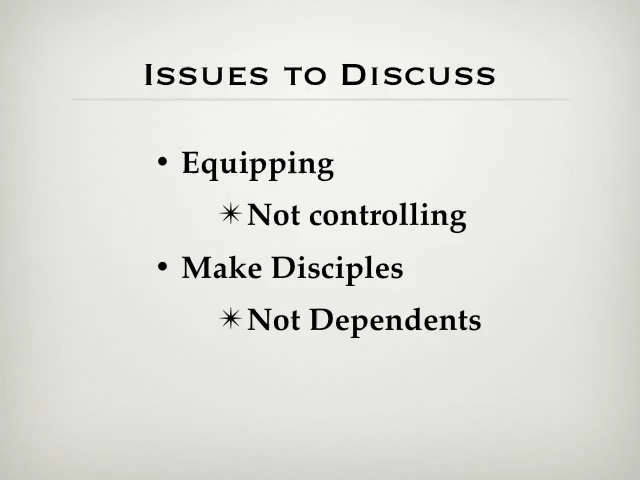 Issues to Discuss
• Equipping
✴Not controlling
• Make Disciples
✴Not Dependents